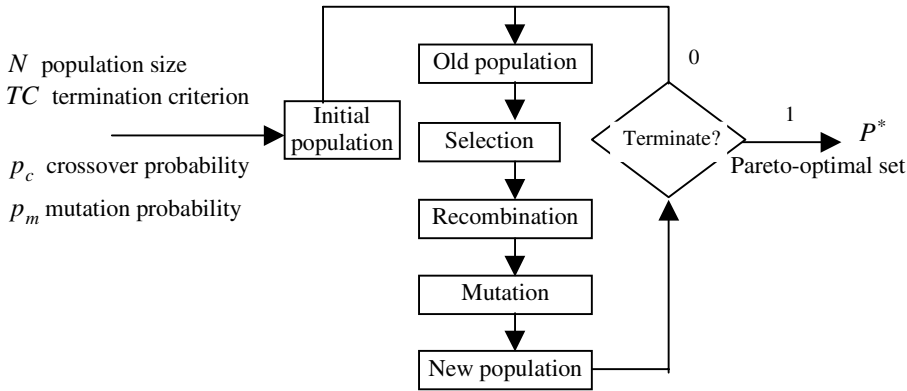 N population size
TC termination criterion
p_c crossover probability
p_m mutation probability
Initial
population
Old population
Selection
Recombination
Mutation
New population
0
Terminate?
1
P*
Pareto-optimal set